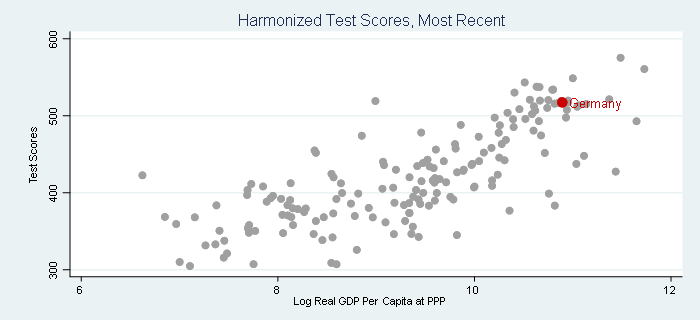 Harmonized Test Scores, Most Recent
600
500
400
300
Test Scores
Germany
6
8
10
12
Log Real GDP Per Capita at PPP